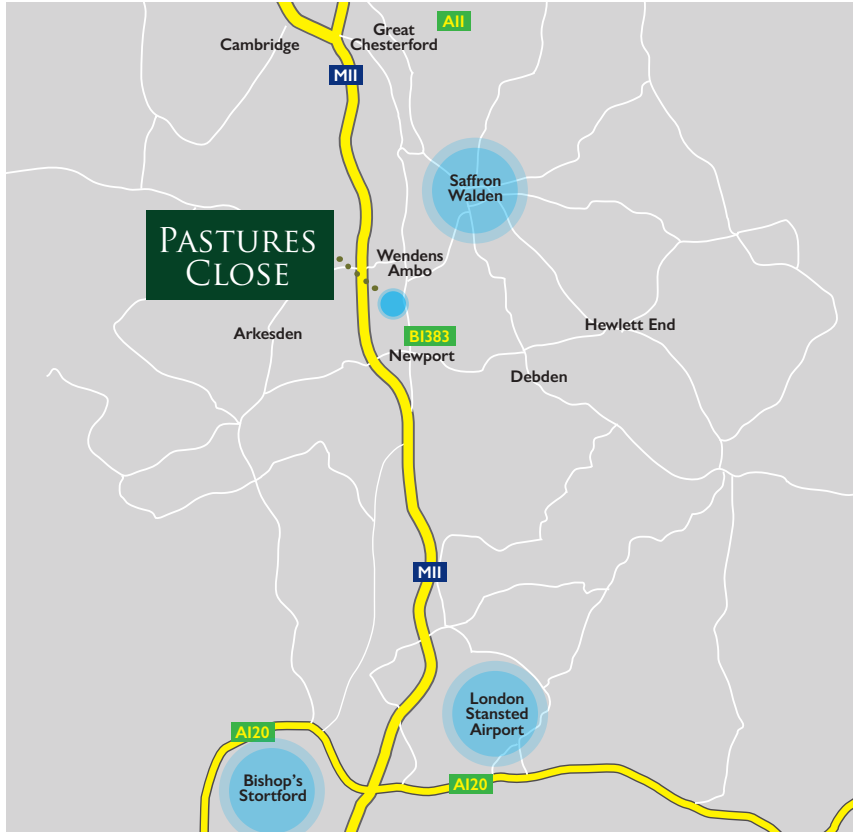 A11
Great
Chesterford
Cambridge
M11
Saffron
Walden
PASTURES
CLOSE
Wendens
Ambo
Hewlett End
Arkesden
B1383
Newport
Debden
M11
London
Stansted
Airport
A120
Bishop's
Stortford
A120